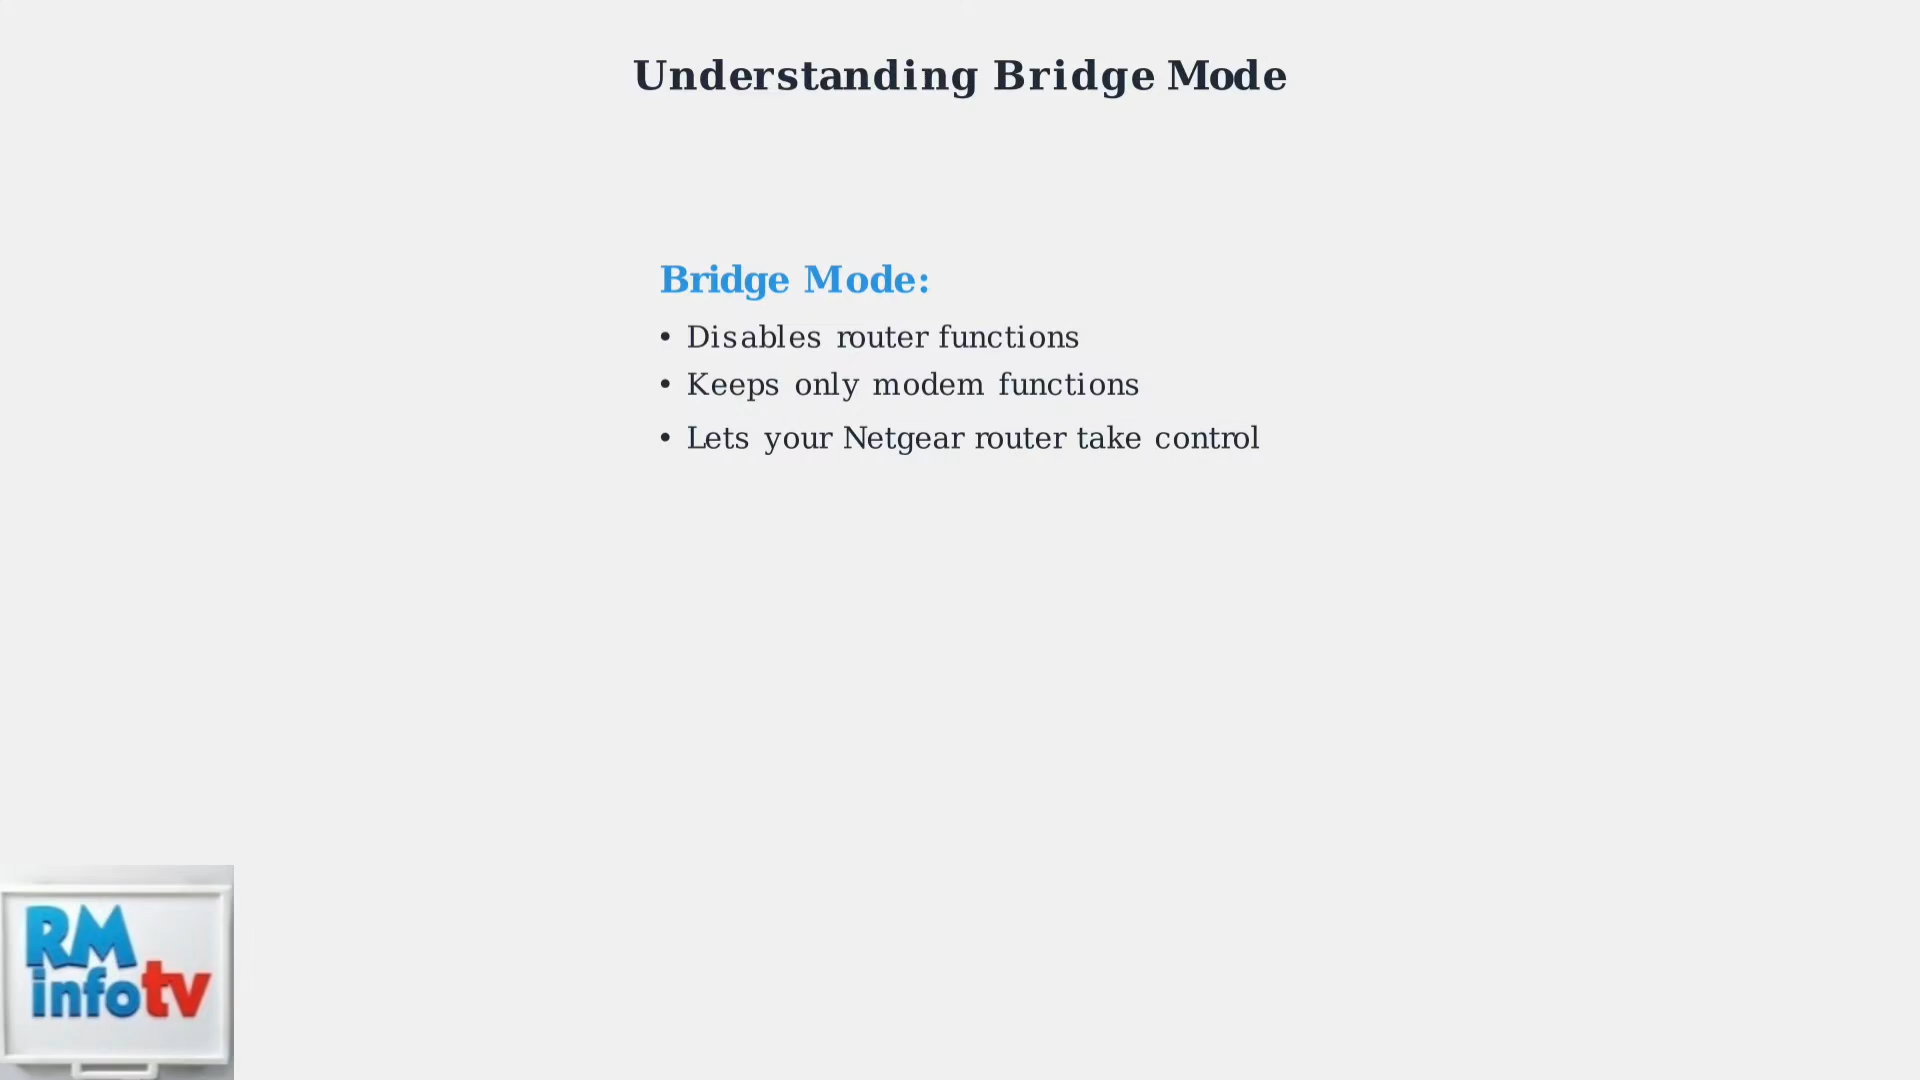 Understanding Bridge Mode
Bridge Mode:
• Disables router functions
• Keeps only modem functions
• Lets your Netgear router take control
RM
infotv